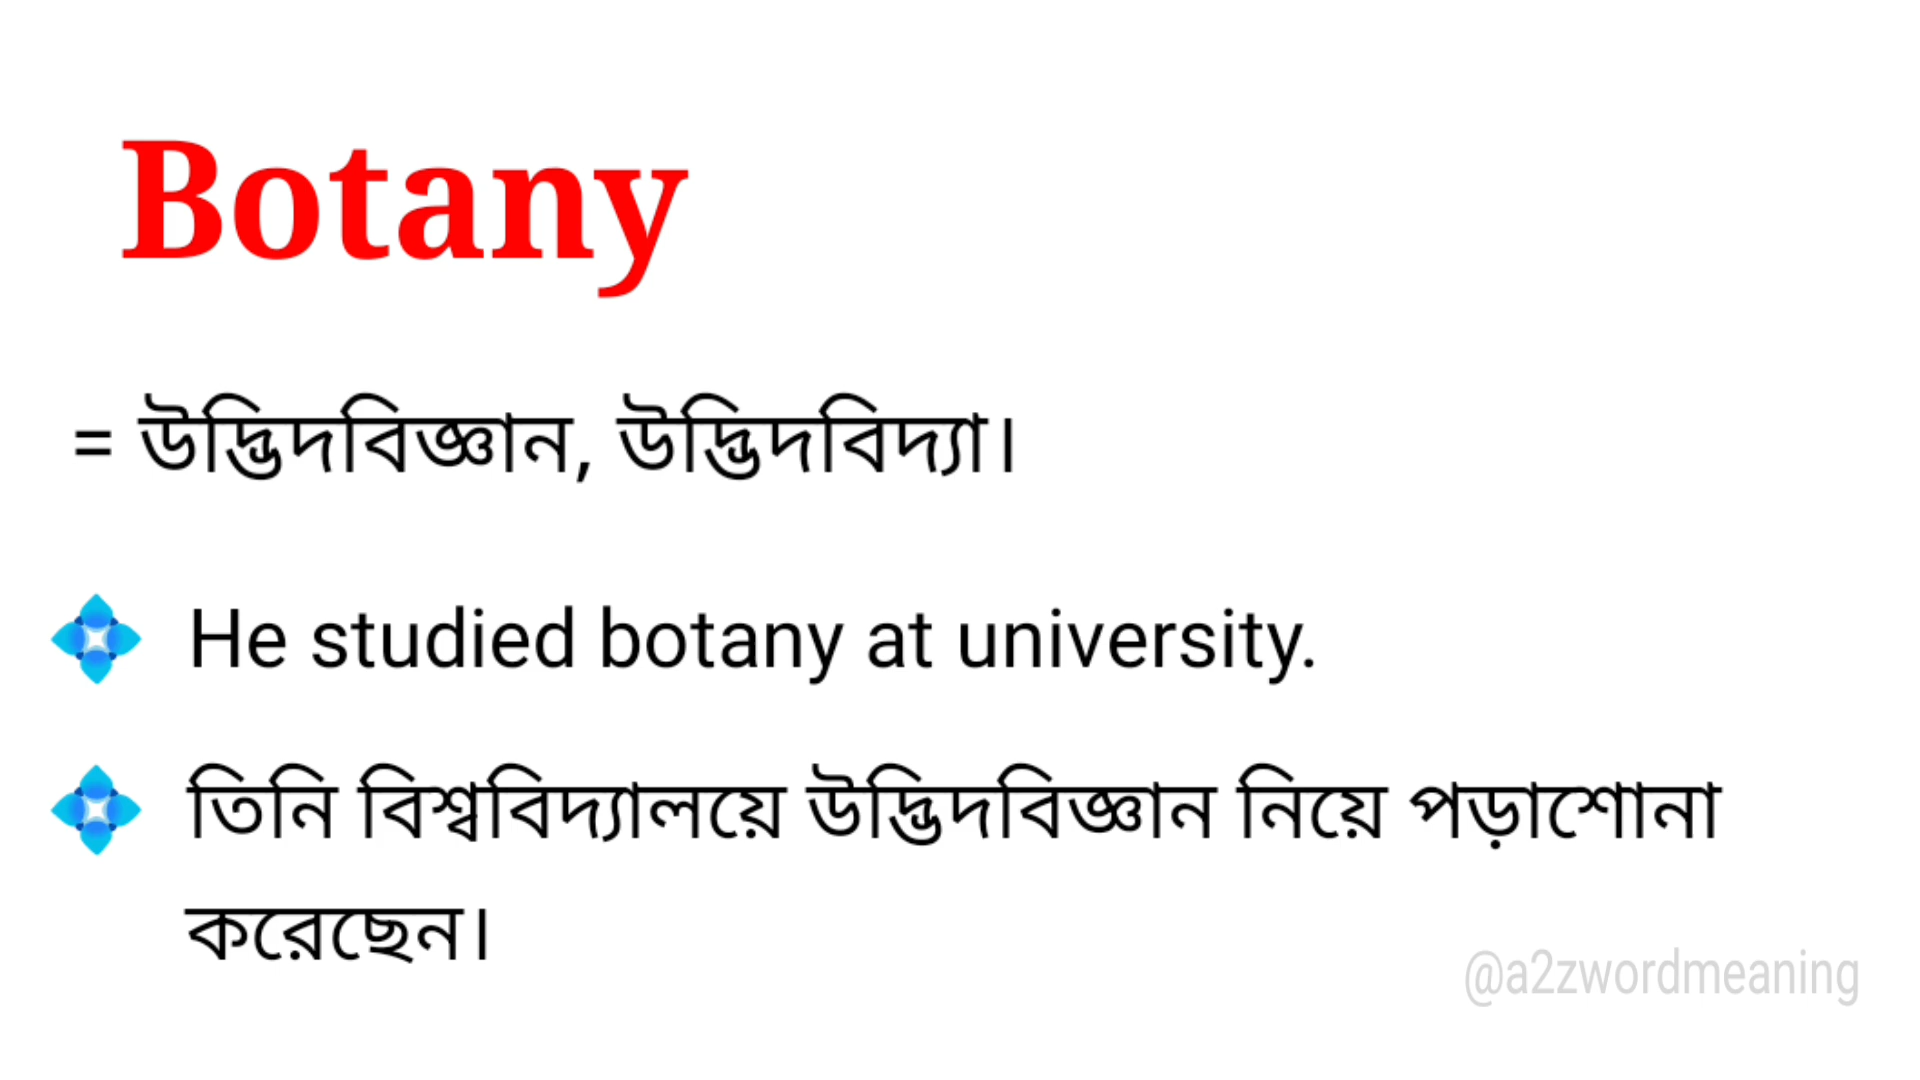 Botany
= উদ্ভিদবিজ্ঞান, উদ্ভিদবিদ্যা।
💠 He studied botany at university.
💠 তিনি বিশ্ববিদ্যালয়ে উদ্ভিদবিজ্ঞান নিয়ে পড়াশোনা
করেছেন।
@a2zwordmeaning